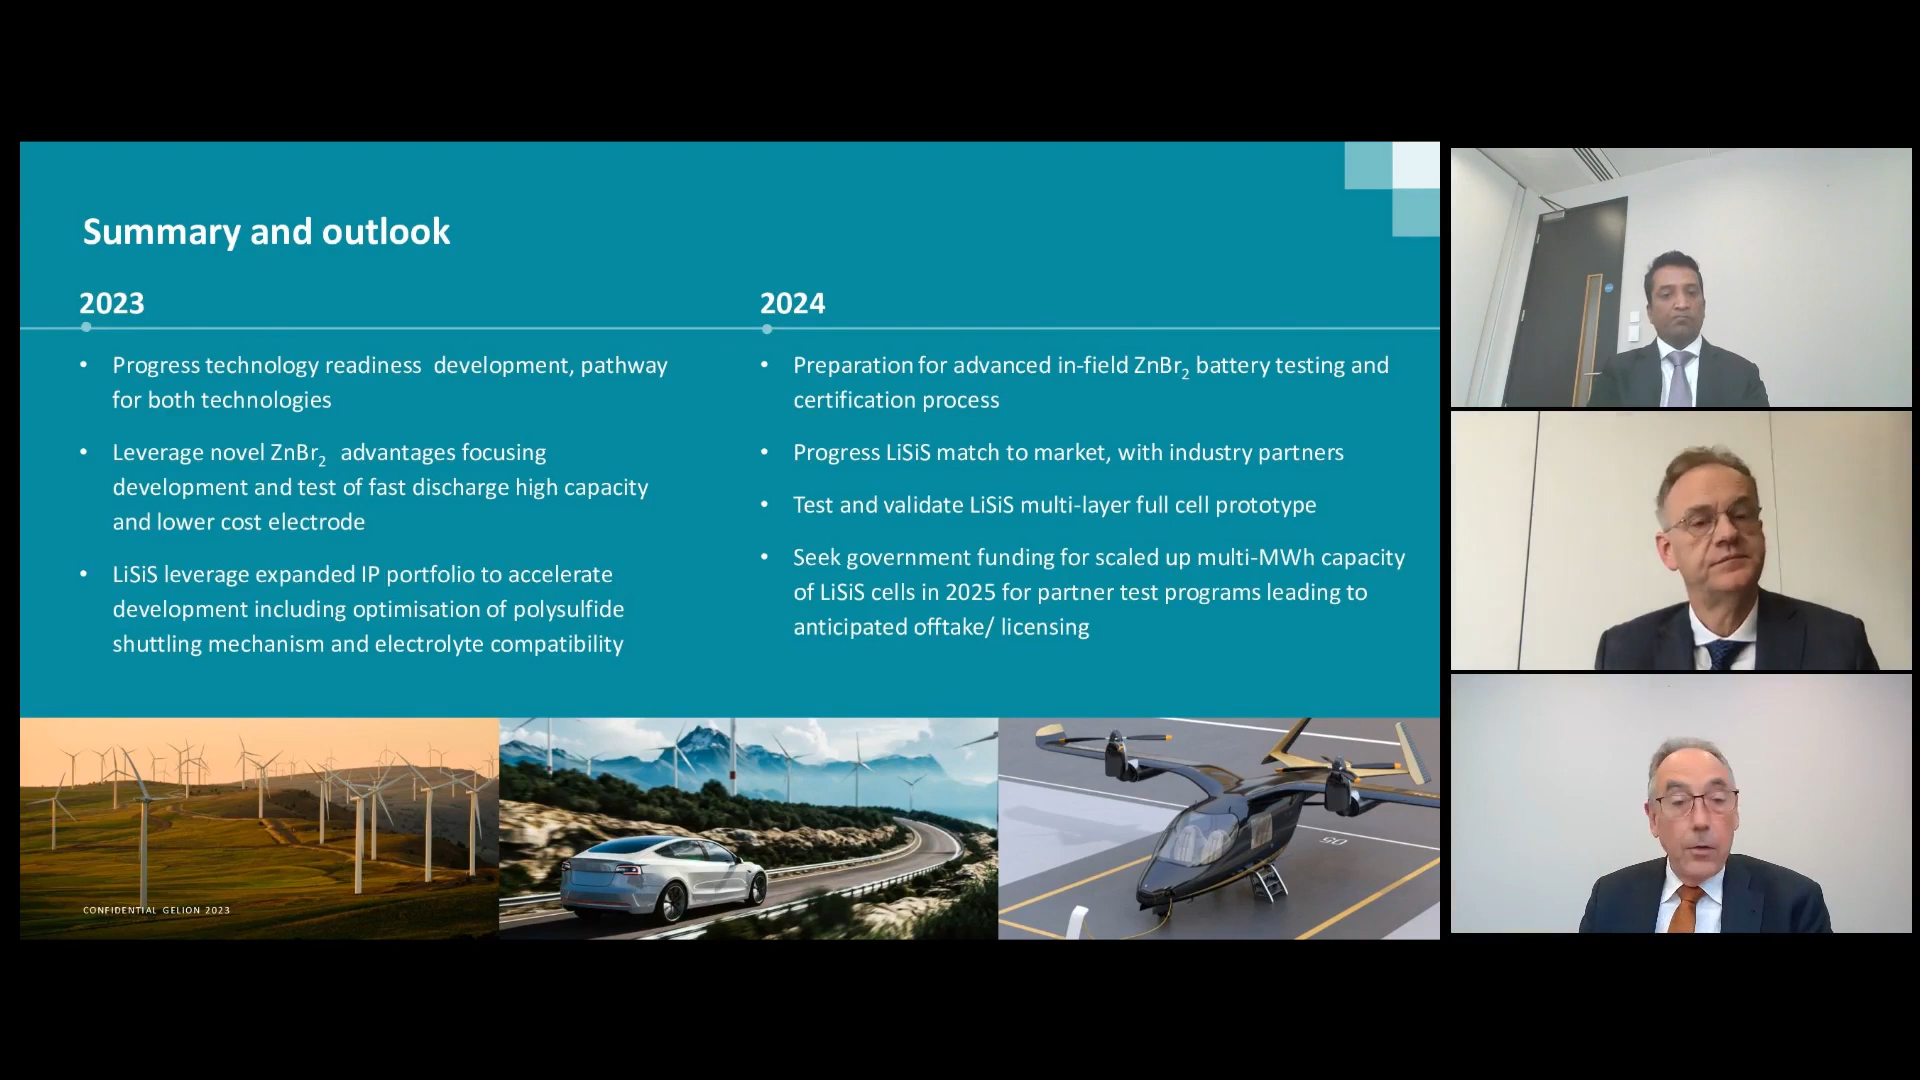 Summary and outlook
2023
• Progress technology readiness  development, pathway
for both technologies
• Leverage novel ZnBr₂  advantages focusing
development and test of fast discharge high capacity
and lower cost electrode
• LiSiS leverage expanded IP portfolio to accelerate
development including optimisation of polysulfide
shuttling mechanism and electrolyte compatibility
2024
• Preparation for advanced in-field ZnBr₂ battery testing and
certification process
• Progress LiSiS match to market, with industry partners
• Test and validate LiSiS multi-layer full cell prototype
• Seek government funding for scaled up multi-MWh capacity
of LiSiS cells in 2025 for partner test programs leading to
anticipated offtake/ licensing
CONFIDENTIAL GELION 2023